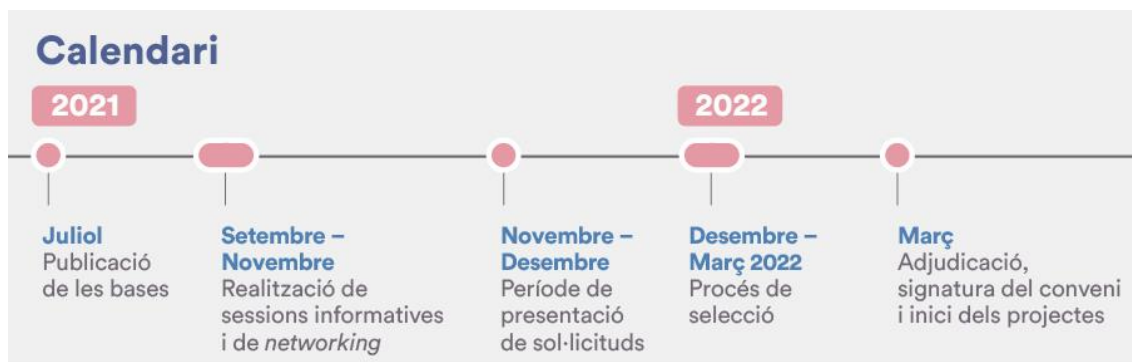 Calendari
2021
2022
Juliol
Publicació
de les bases
Setembre –
Novembre
Realització de
sessions informatives
i de networking
Novembre –
Desembre
Període de
presentació
de sol·licituds
Desembre –
Març 2022
Procés de
selecció
Març
Adjudicació,
signatura del conveni
i inici dels projectes